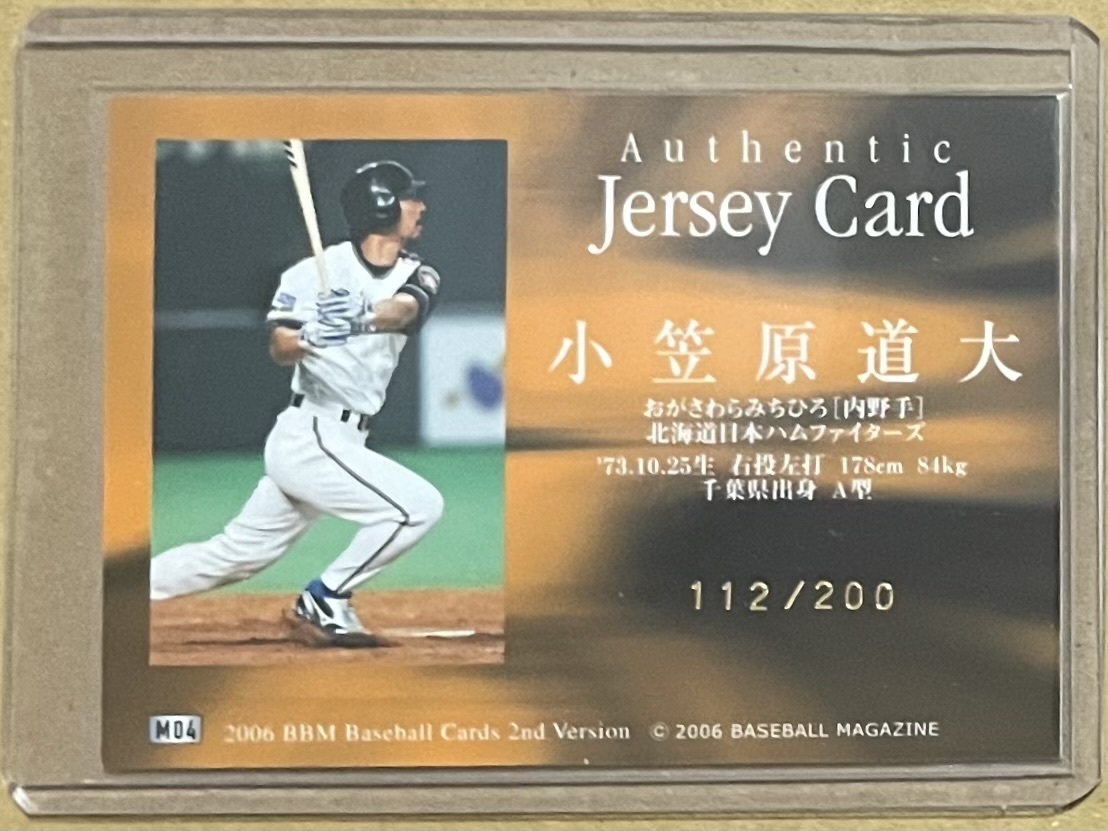 Authentic
Jersey Card
小笠原道大
おがさわらみちひろ[内野手]
北海道日本ハムファイターズ
'73.10.25生 右投左打 178cm 84kg
千葉県出身 A型
112/200
M04 2006 BBM Baseball Cards 2nd Version © 2006 BASEBALL MAGAZINE